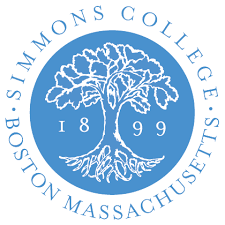 · SIMMONS COLLEGE ·
BOSTON MASSACHUSETTS
1899